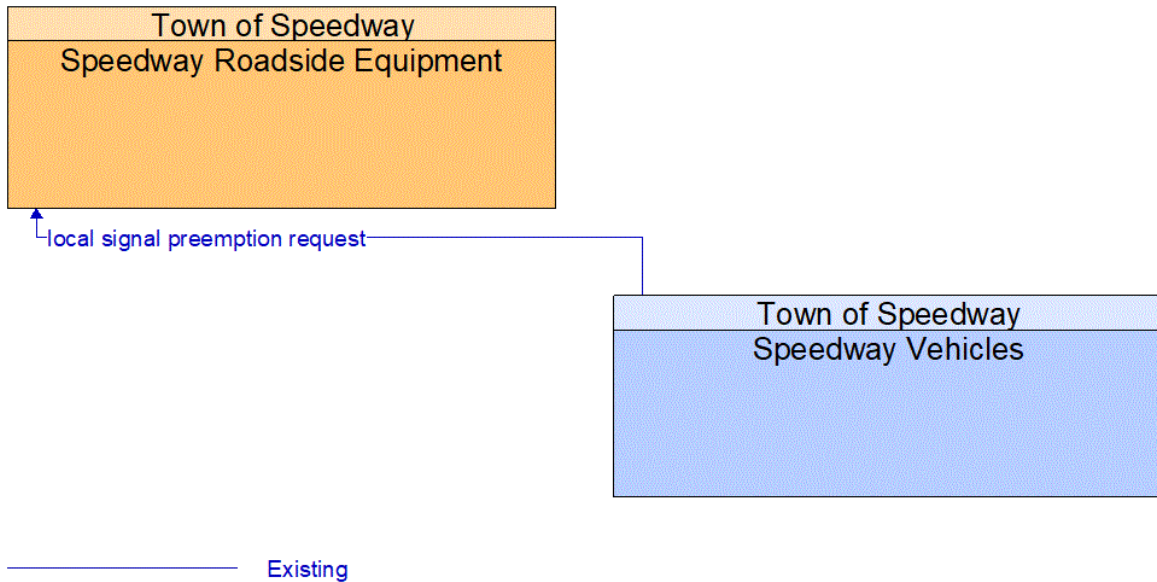 Town of Speedway
Speedway Roadside Equipment
local signal preemption request
Town of Speedway
Speedway Vehicles
Existing